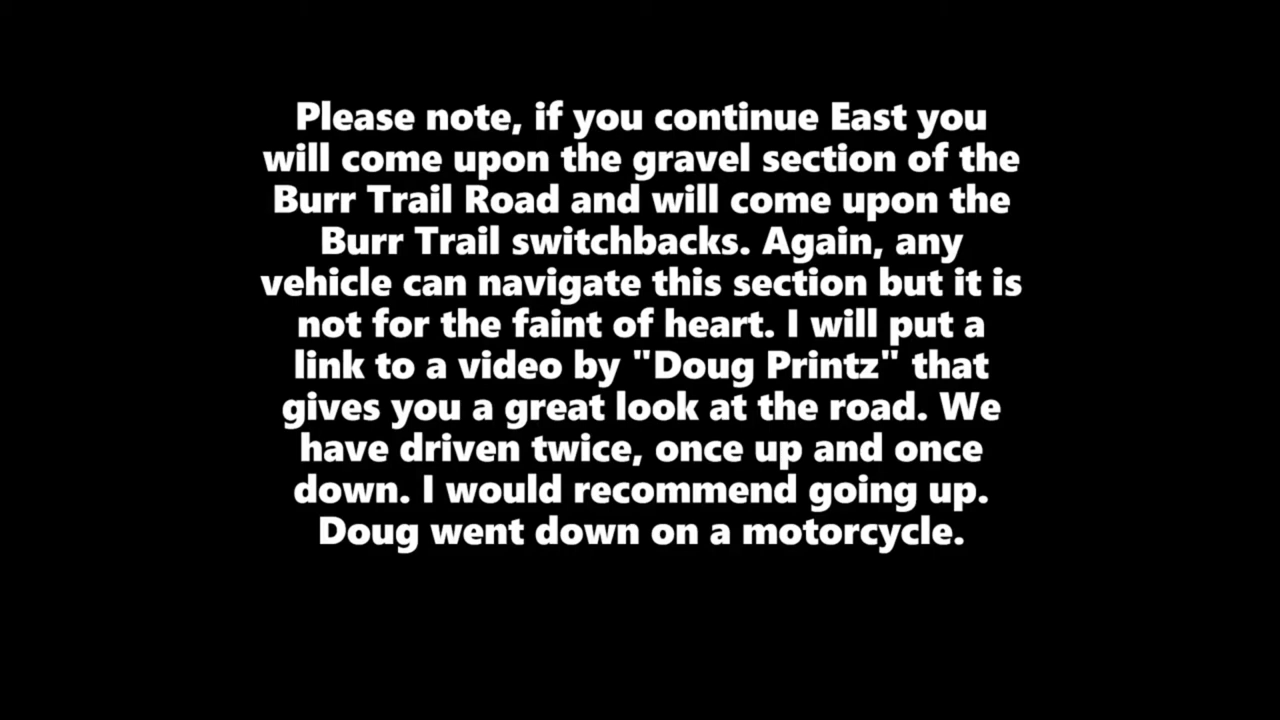 Please note, if you continue East you
will come upon the gravel section of the
Burr Trail Road and will come upon the
Burr Trail switchbacks. Again, any
vehicle can navigate this section but it is
not for the faint of heart. I will put a
link to a video by "Doug Printz" that
gives you a great look at the road. We
have driven twice, once up and once
down. I would recommend going up.
Doug went down on a motorcycle.